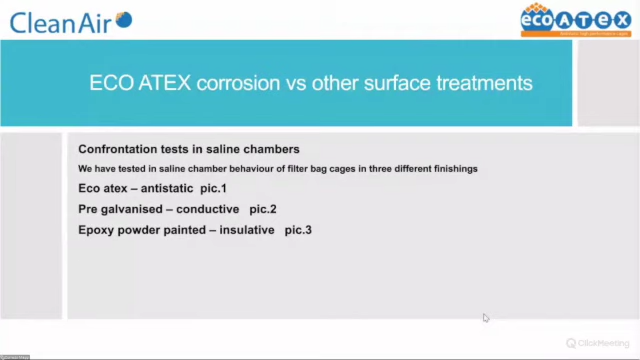 CleanAir
ecoATEX
ECO ATEX corrosion vs other surface treatments
Confrontation tests in saline chambers
We have tested in saline chamber behaviour of filter bag cages in three different finishings
Eco atex – antistatic pic.1
Pre galvanised – conductive pic.2
Epoxy powder painted – insulative pic.3
ClickMeeting